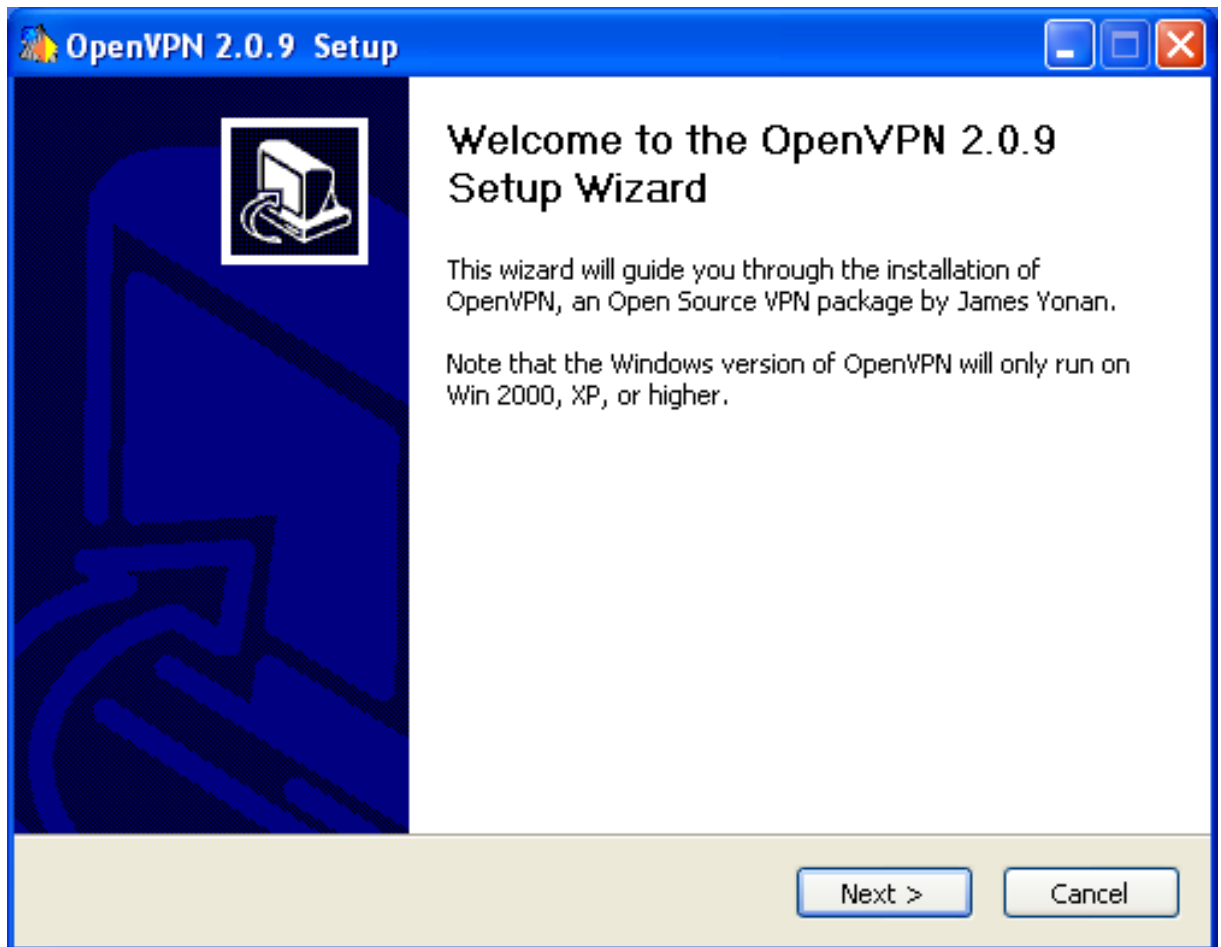 OpenVPN 2.0.9 Setup
Welcome to the OpenVPN 2.0.9
Setup Wizard
This wizard will guide you through the installation of
OpenVPN, an Open Source VPN package by James Yonan.
Note that the Windows version of OpenVPN will only run on
Win 2000, XP, or higher.
Next >
Cancel